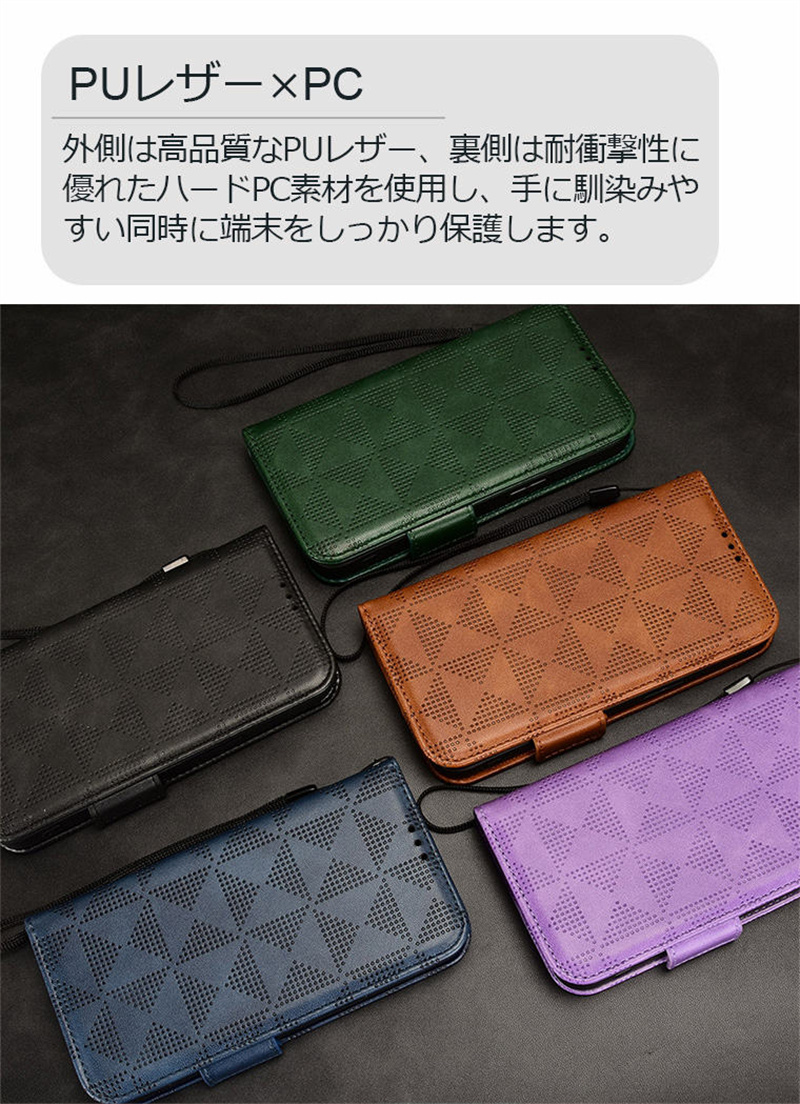 PUレザー×PC
外側は高品質なPUレザー、裏側は耐衝撃性に
優れたハードPC素材を使用し、手に馴染みや
すい同時に端末をしっかり保護します。